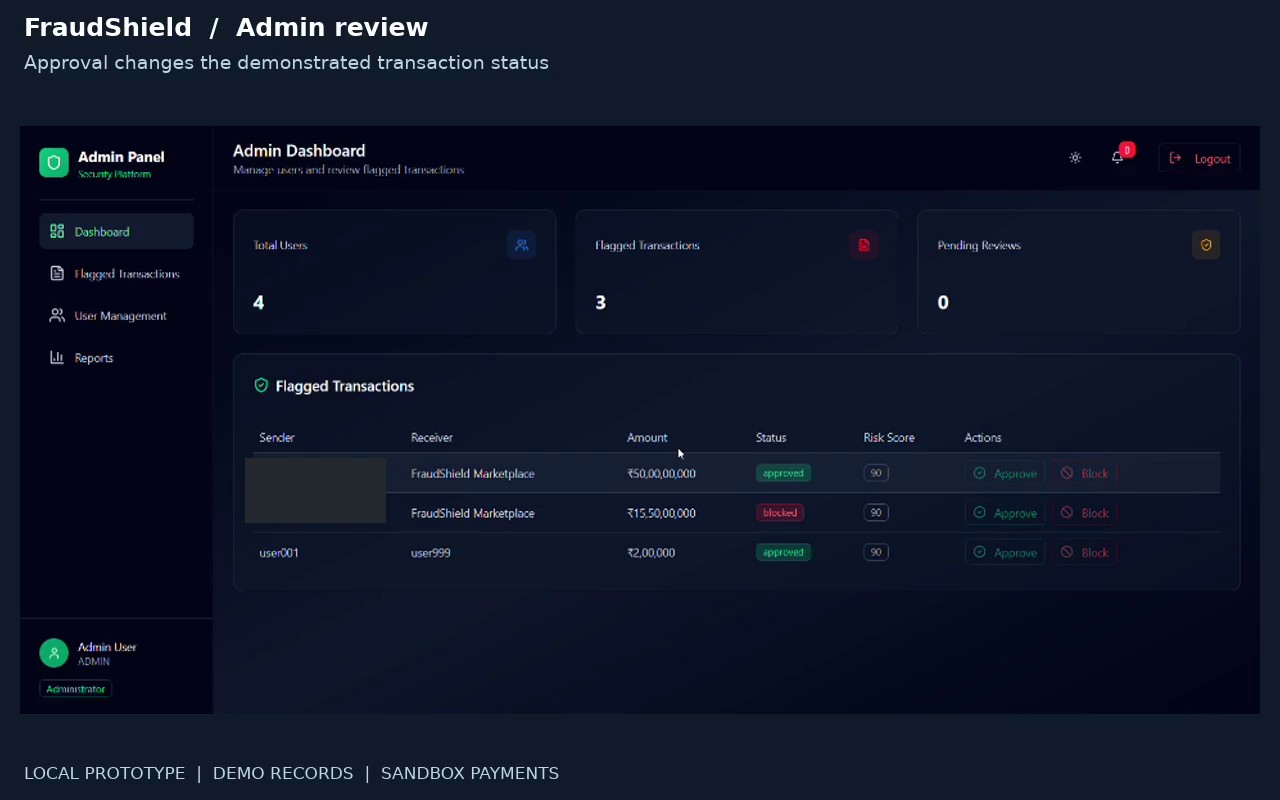 FraudShield / Admin review
Approval changes the demonstrated transaction status
Admin Panel
Security Platform
Dashboard
Flagged Transactions
User Management
Reports
Admin User
ADMIN
Administrator
Admin Dashboard
Manage users and review flagged transactions
0
Logout
Total Users
4
Flagged Transactions
3
Pending Reviews
0
Flagged Transactions
Sender Receiver Amount Status Risk Score Actions
FraudShield Marketplace ₹50,00,00,000 approved 90 Approve Block
FraudShield Marketplace ₹15,50,00,000 blocked 90 Approve Block
user001 user999 ₹2,00,000 approved 90 Approve Block
LOCAL PROTOTYPE | DEMO RECORDS | SANDBOX PAYMENTS